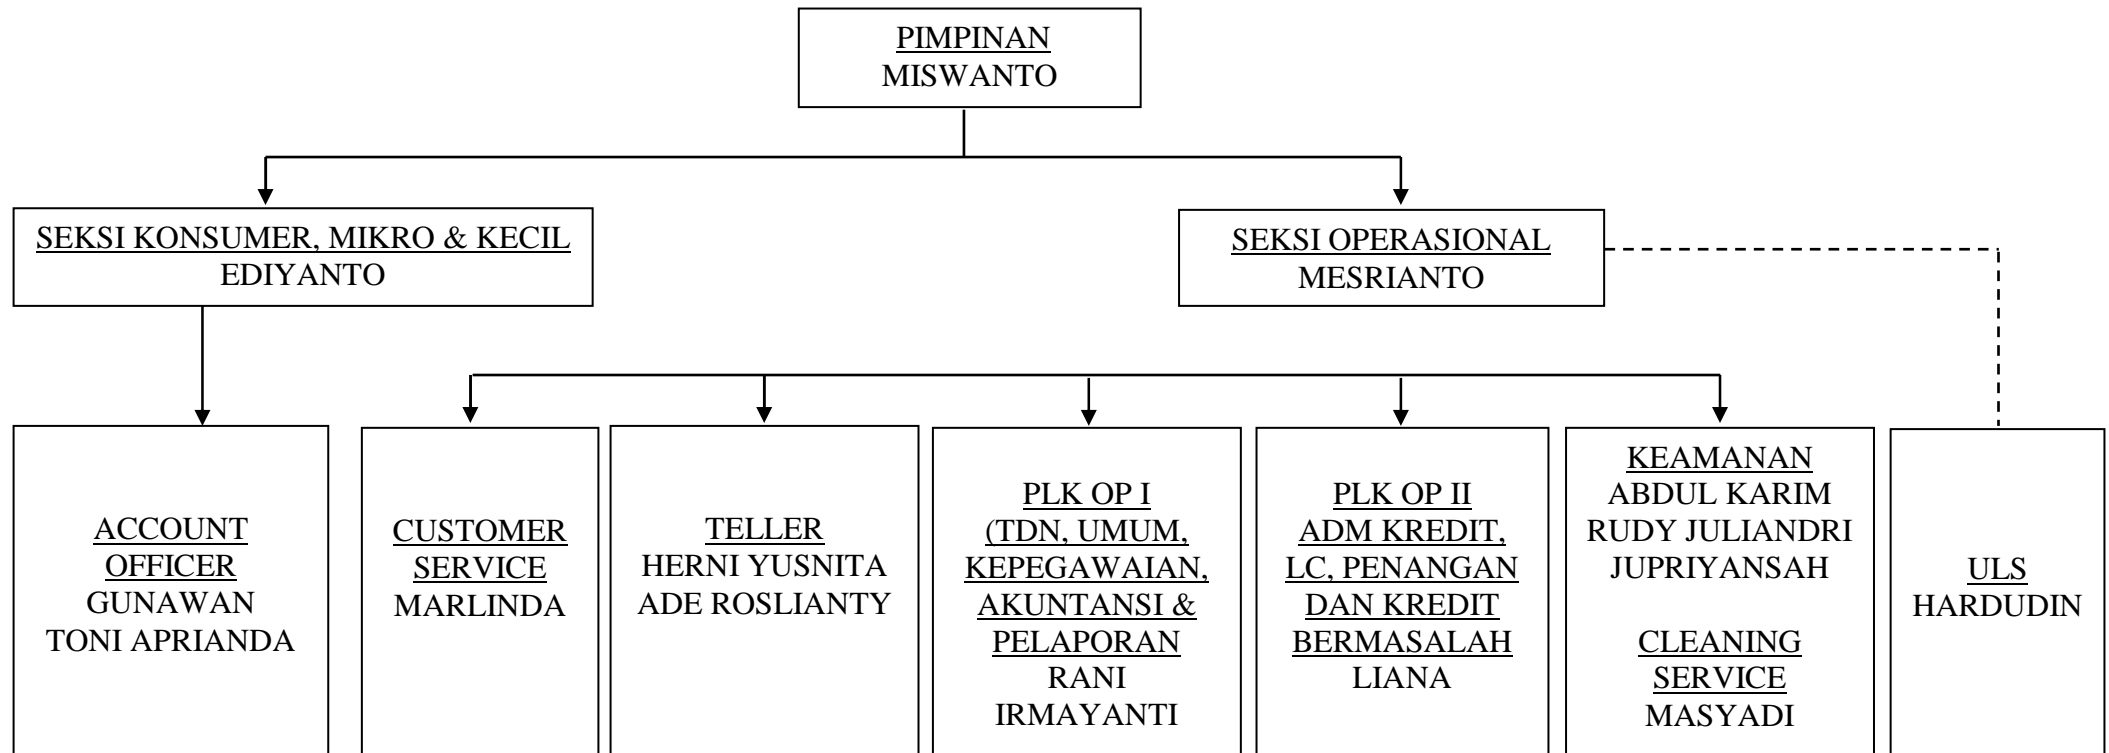 PIMPINAN
MISWANTO
SEKSI KONSUMER, MIKRO & KECIL
EDIYANTO
SEKSI OPERASIONAL
MESRIANTO
ACCOUNT
OFFICER
GUNAWAN
TONI APRIANDA
CUSTOMER
SERVICE
MARLINDA
TELLER
HERNI YUSNITA
ADE ROSLIANTY
PLK OP I
(TDN, UMUM,
KEPEGAWAIAN,
AKUNTANSI &
PELAPORAN
RANI
IRMAYANTI
PLK OP II
ADM KREDIT,
LC, PENANGAN
DAN KREDIT
BERMASALAH
LIANA
KEAMANAN
ABDUL KARIM
RUDY JULIANDRI
JUPRIYANSAH
CLEANING
SERVICE
MASYADI
ULS
HARDUDIN